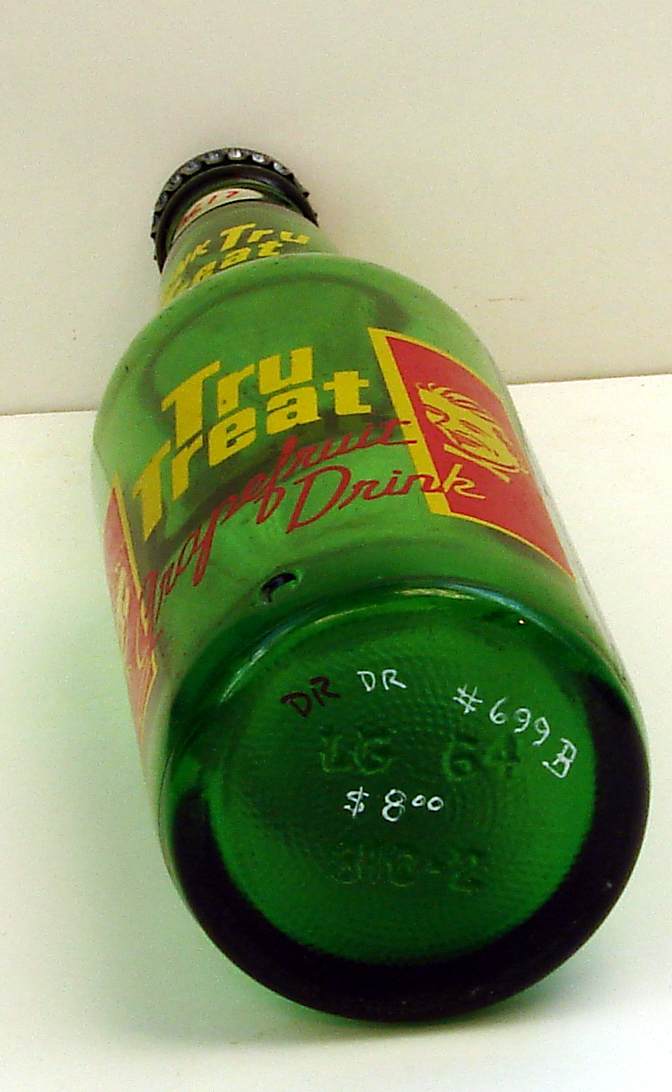 Tru
Treat
Tru
Treat
Grapefruit
Drink
DR DR #699B
LG 64
$8.00